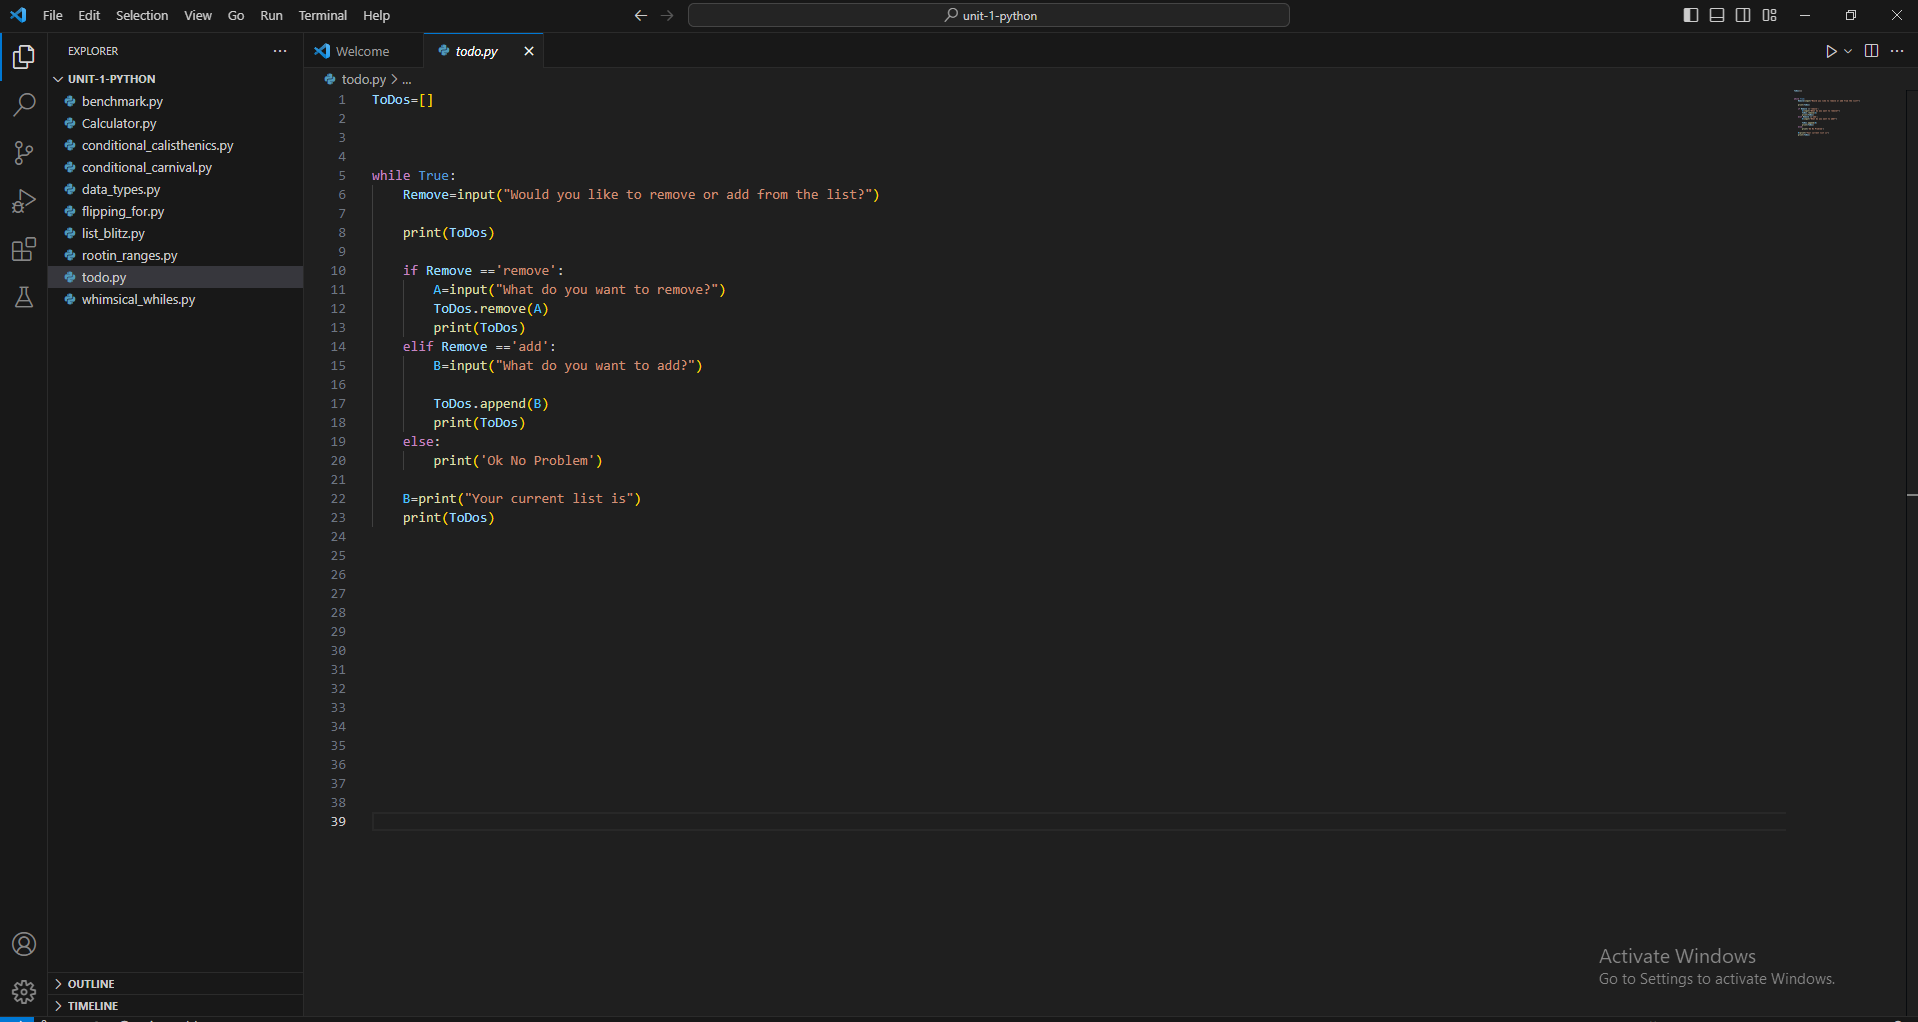 File Edit Selection View Go Run Terminal Help
unit-1-python
EXPLORER
Welcome
todo.py
UNIT-1-PYTHON
benchmark.py
Calculator.py
conditional_calisthenics.py
conditional_carnival.py
data_types.py
flipping_for.py
list_blitz.py
rootin_ranges.py
todo.py
whimsical_whiles.py
OUTLINE
TIMELINE
todo.py > ...
1 ToDos=[]
2
3
4
5 while True:
6 Remove=input("Would you like to remove or add from the list?")
7
8 print(ToDos)
9
10 if Remove =='remove':
11 A=input("What do you want to remove?")
12 ToDos.remove(A)
13 print(ToDos)
14 elif Remove =='add':
15 B=input("What do you want to add?")
16
17 ToDos.append(B)
18 print(ToDos)
19 else:
20 print('Ok No Problem')
21
22 B=print("Your current list is")
23 print(ToDos)
24
25
26
27
28
29
30
31
32
33
34
35
36
37
38
39
Activate Windows
Go to Settings to activate Windows.